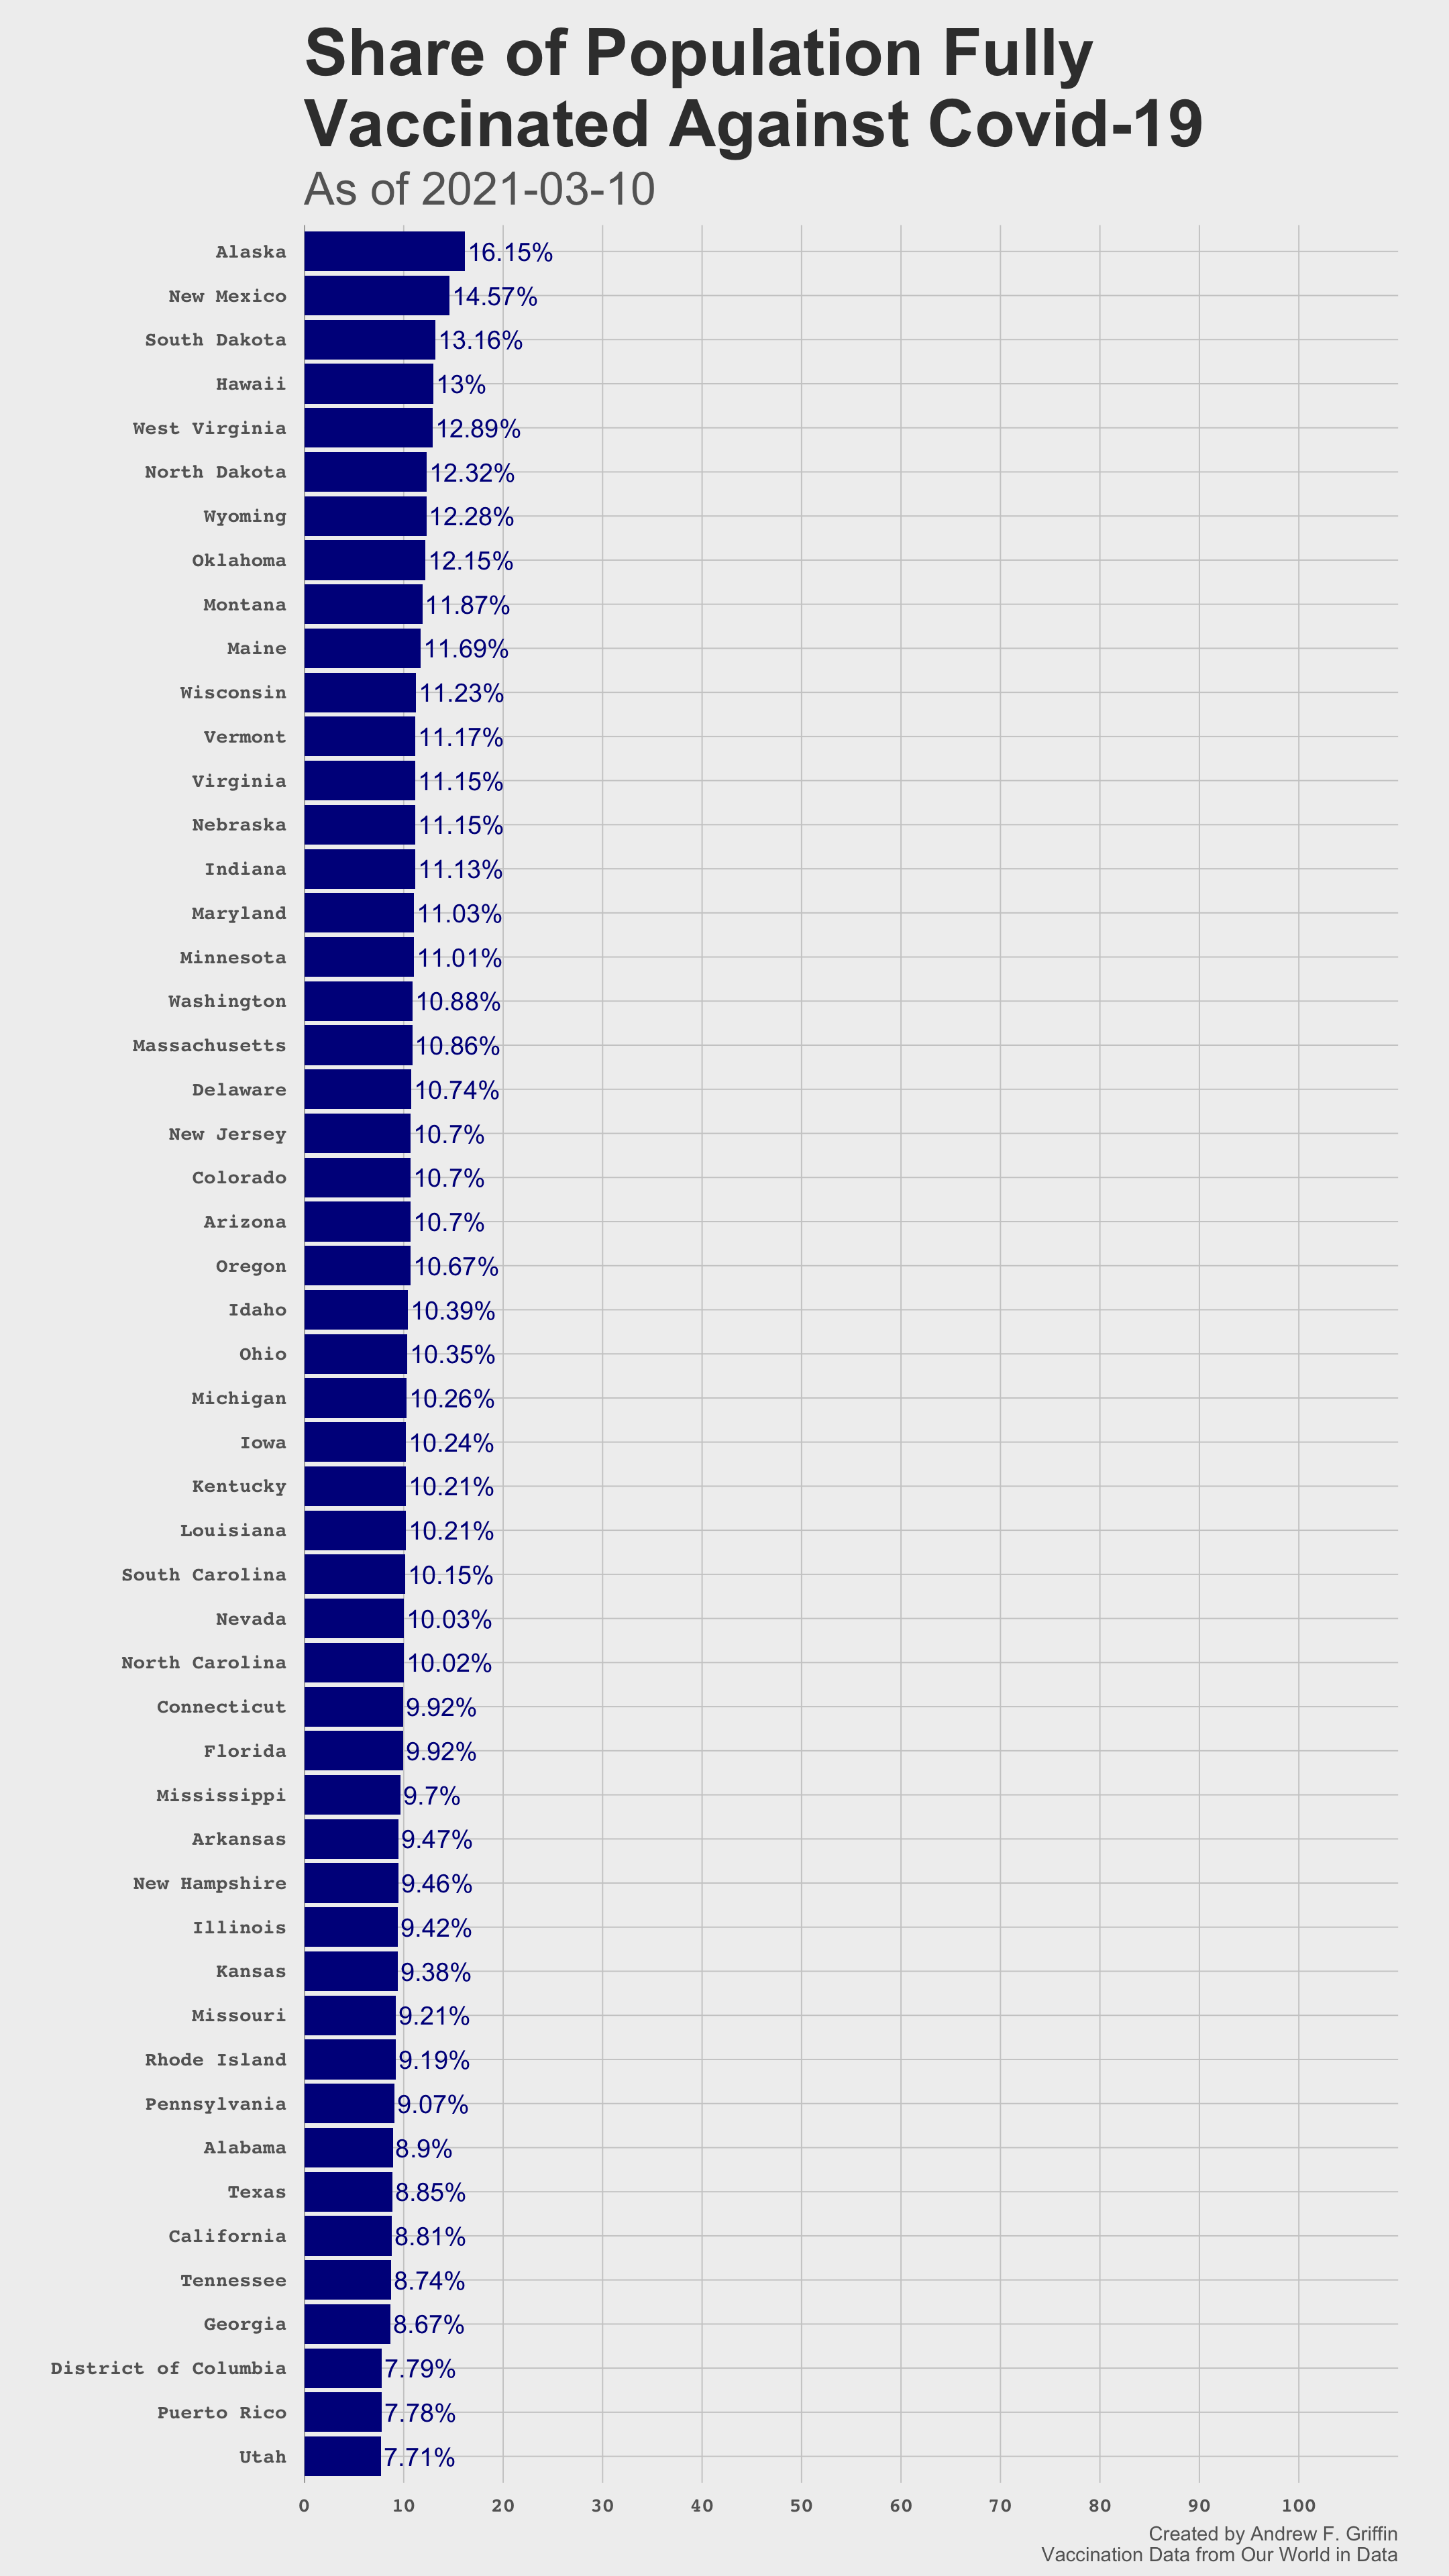 Share of Population Fully
Vaccinated Against Covid-19
As of 2021-03-10
Alaska 16.15%
New Mexico 14.57%
South Dakota 13.16%
Hawaii 13%
West Virginia 12.89%
North Dakota 12.32%
Wyoming 12.28%
Oklahoma 12.15%
Montana 11.87%
Maine 11.69%
Wisconsin 11.23%
Vermont 11.17%
Virginia 11.15%
Nebraska 11.15%
Indiana 11.13%
Maryland 11.03%
Minnesota 11.01%
Washington 10.88%
Massachusetts 10.86%
Delaware 10.74%
New Jersey 10.7%
Colorado 10.7%
Arizona 10.7%
Oregon 10.67%
Idaho 10.39%
Ohio 10.35%
Michigan 10.26%
Iowa 10.24%
Kentucky 10.21%
Louisiana 10.21%
South Carolina 10.15%
Nevada 10.03%
North Carolina 10.02%
Connecticut 9.92%
Florida 9.92%
Mississippi 9.7%
Arkansas 9.47%
New Hampshire 9.46%
Illinois 9.42%
Kansas 9.38%
Missouri 9.21%
Rhode Island 9.19%
Pennsylvania 9.07%
Alabama 8.9%
Texas 8.85%
California 8.81%
Tennessee 8.74%
Georgia 8.67%
District of Columbia 7.79%
Puerto Rico 7.78%
Utah 7.71%
0 10 20 30 40 50 60 70 80 90 100
Created by Andrew F. Griffin
Vaccination Data from Our World in Data